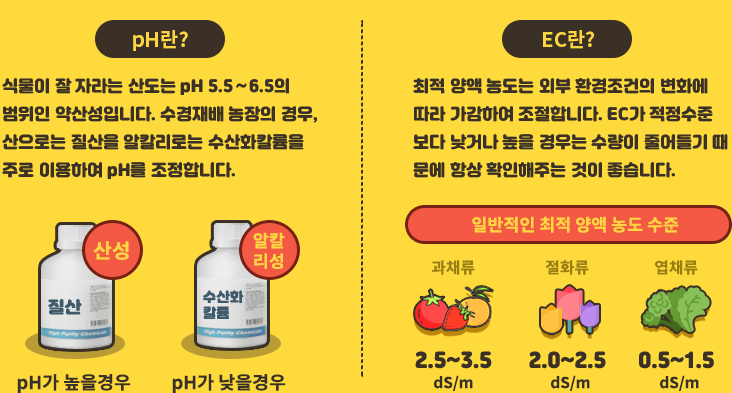 pH란?
식물이 잘 자라는 산도는 pH 5.5~6.5의
범위인 약산성입니다. 수경재배 농장의 경우,
산으로는 질산을 알칼리로는 수산화칼륨을
주로 이용하여 pH를 조정합니다.
산성
질산
High Purity Chemicals
pH가 높을경우
알칼
리성
수산화
칼륨
High Purity Chemicals
pH가 낮을경우
EC란?
최적 양액 농도는 외부 환경조건의 변화에
따라 가감하여 조절합니다. EC가 적정수준
보다 낮거나 높을 경우는 수량이 줄어들기 때
문에 항상 확인해주는 것이 좋습니다.
일반적인 최적 양액 농도 수준
과채류
2.5~3.5
dS/m
절화류
2.0~2.5
dS/m
엽채류
0.5~1.5
dS/m